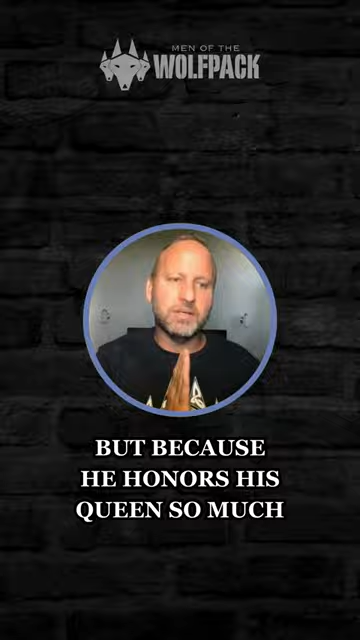 MEN OF THE
WOLFPACK
BUT BECAUSE
HE HONORS HIS
QUEEN SO MUCH